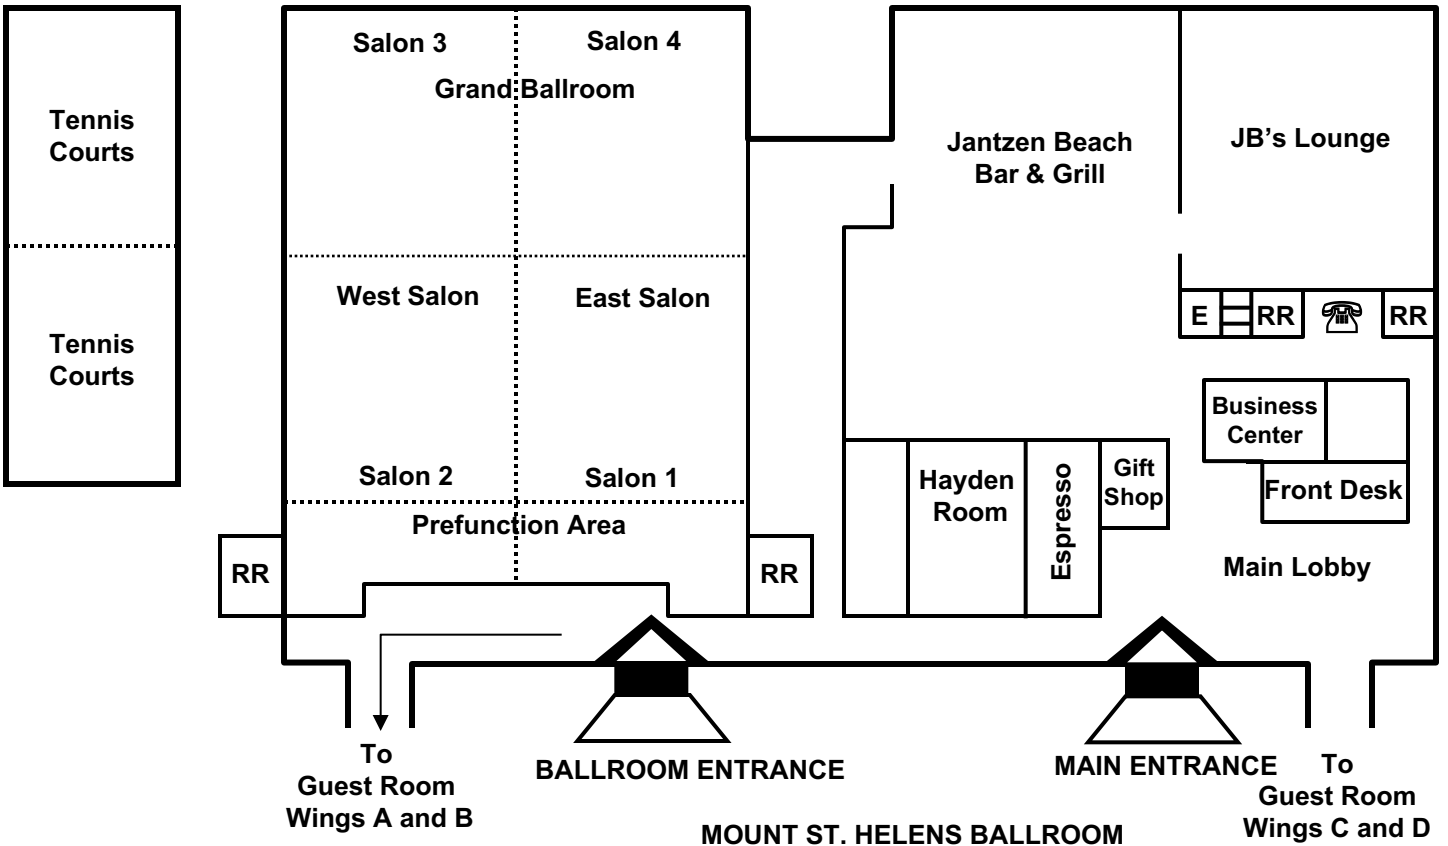 Salon 3
Salon 4
Grand Ballroom
Tennis
Courts
Jantzen Beach
Bar & Grill
JB's Lounge
West Salon
East Salon
E
RR
RR
Tennis
Courts
Business
Center
Salon 2
Salon 1
Hayden
Room
Espresso
Gift
Shop
Front Desk
Prefunction Area
RR
RR
Main Lobby
To
Guest Room
Wings A and B
BALLROOM ENTRANCE
MAIN ENTRANCE
To
Guest Room
Wings C and D
MOUNT ST. HELENS BALLROOM